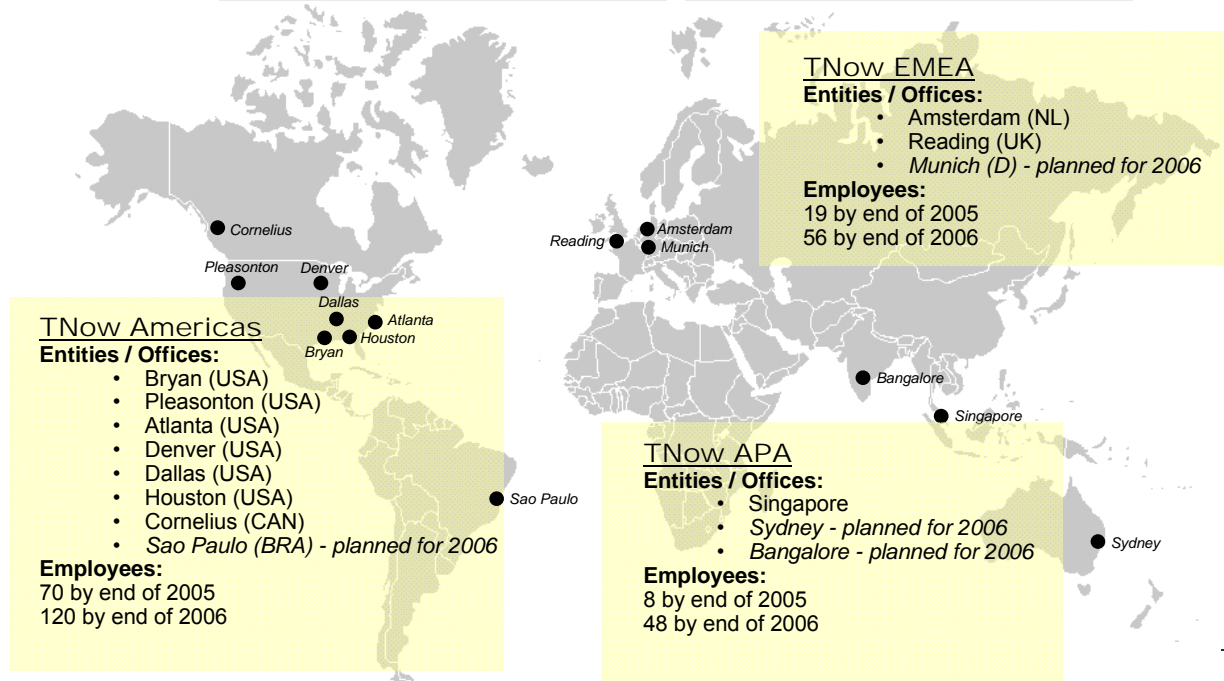 TNow EMEA
Entities / Offices:
• Amsterdam (NL)
• Reading (UK)
• Munich (D) - planned for 2006
Employees:
19 by end of 2005
56 by end of 2006
Cornelius
Pleasonton
Denver
Dallas
Atlanta
Houston
Bryan
Reading
Amsterdam
Munich
TNow Americas
Entities / Offices:
• Bryan (USA)
• Pleasonton (USA)
• Atlanta (USA)
• Denver (USA)
• Dallas (USA)
• Houston (USA)
• Cornelius (CAN)
• Sao Paulo (BRA) - planned for 2006
Employees:
70 by end of 2005
120 by end of 2006
Sao Paulo
Bangalore
Singapore
TNow APA
Entities / Offices:
• Singapore
• Sydney - planned for 2006
• Bangalore - planned for 2006
Employees:
8 by end of 2005
48 by end of 2006
Sydney